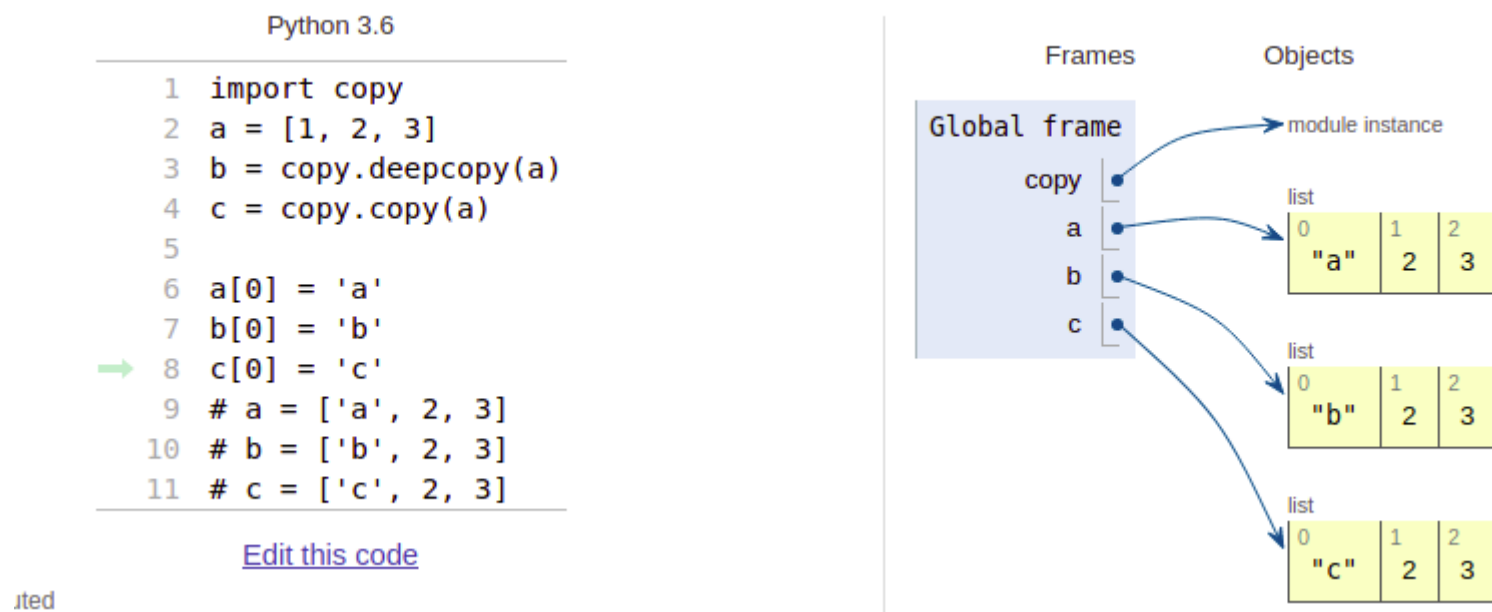 Python 3.6
1 import copy
2 a = [1, 2, 3]
3 b = copy.deepcopy(a)
4 c = copy.copy(a)
5
6 a[0] = 'a'
7 b[0] = 'b'
8 c[0] = 'c'
9 # a = ['a', 2, 3]
10 # b = ['b', 2, 3]
11 # c = ['c', 2, 3]
Edit this code
Frames Objects
Global frame
copy
a
b
c
module instance
list
0 1 2
"a" 2 3
list
0 1 2
"b" 2 3
list
0 1 2
"c" 2 3